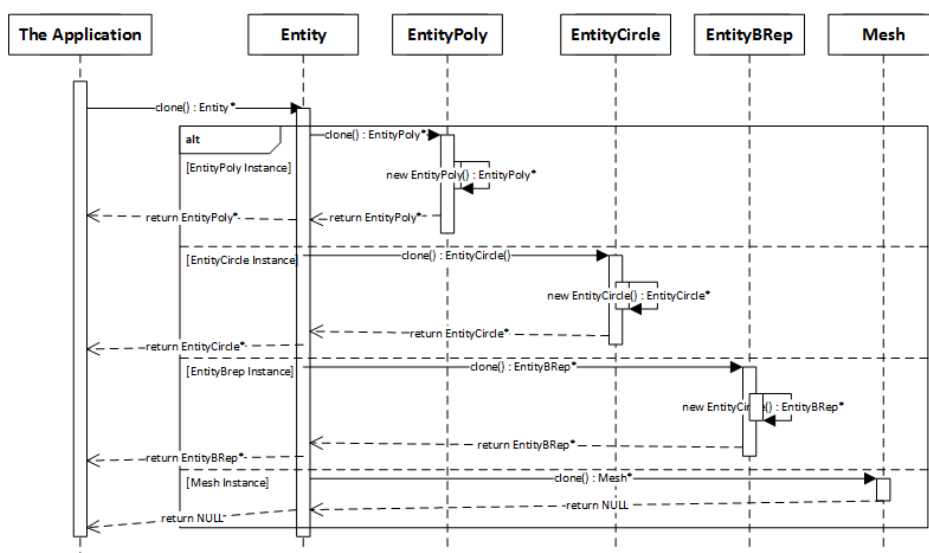 The Application
Entity
EntityPoly
EntityCircle
EntityBRep
Mesh
clone() : Entity*
alt
clone() : EntityPoly*
[EntityPoly Instance]
new EntityPoly() : EntityPoly*
return EntityPoly*
return EntityPoly*
[EntityCircle Instance]
clone() : EntityCircle()
new EntityCircle() : EntityCircle*
return EntityCircle*
return EntityCircle*
[EntityBrep Instance]
clone() : EntityBRep*
new EntityCircle() : EntityBRep*
return EntityBRep*
return EntityBRep*
[Mesh Instance]
clone() : Mesh*
return NULL
return NULL